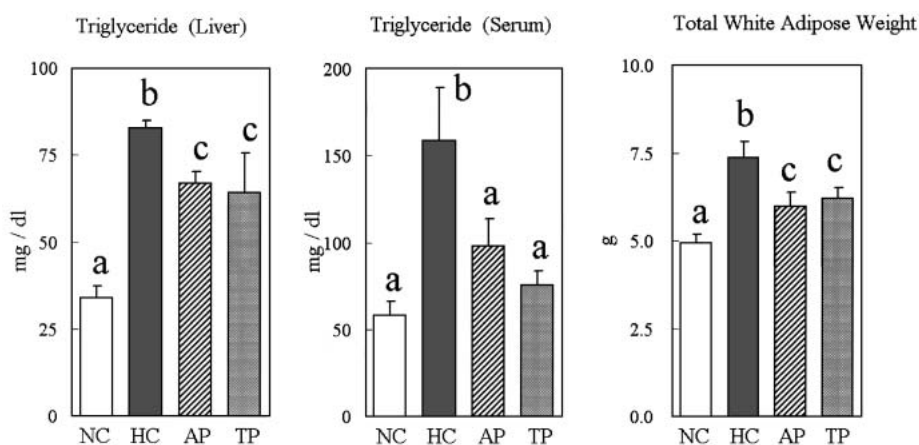 Triglyceride (Liver)
100
75
50
25
0
mg / dl
a
b
c
c
NC HC AP TP
Triglyceride (Serum)
200
150
100
50
0
mg / dl
a
b
a
a
NC HC AP TP
Total White Adipose Weight
10.0
7.5
5.0
2.5
0.0
g
a
b
c
c
NC HC AP TP